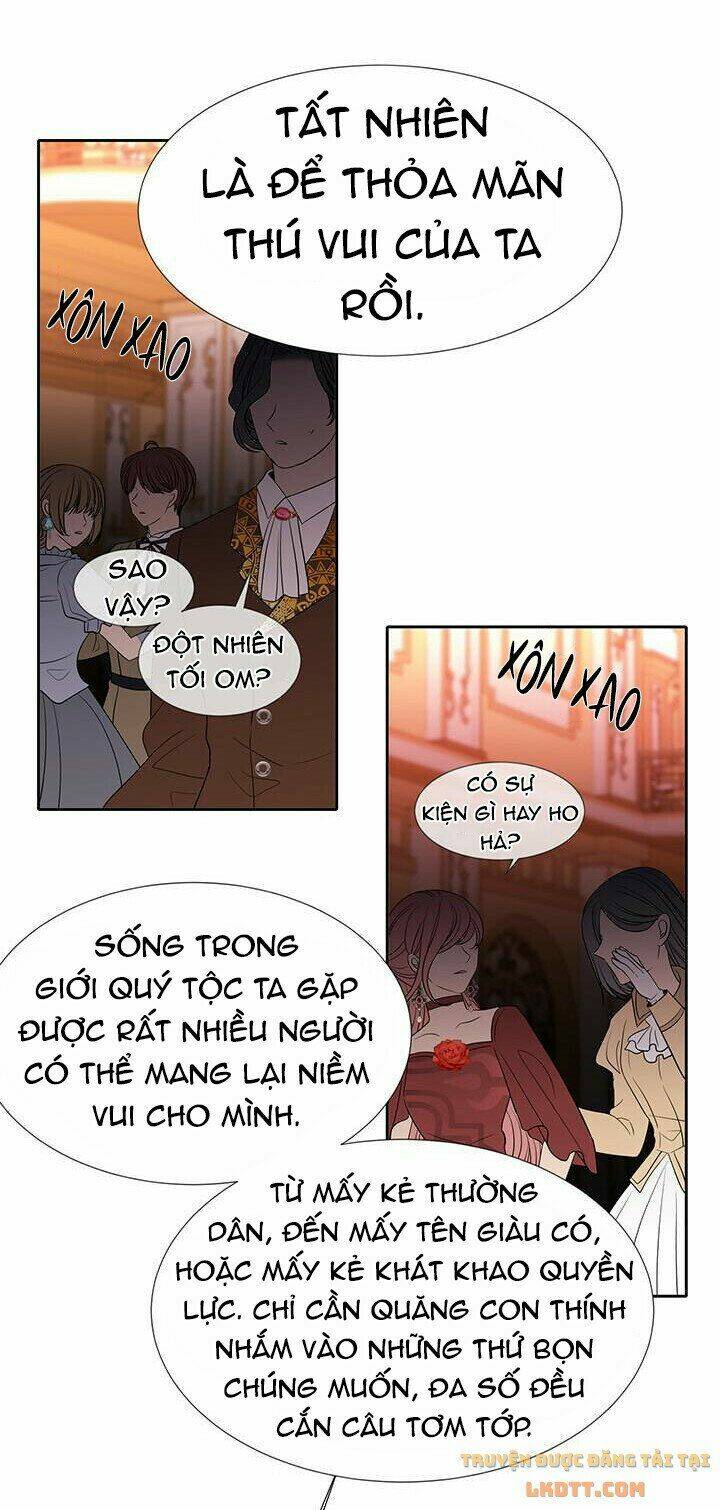 TẤT NHIÊN
LÀ ĐỂ THỎA MÃN
THÚ VUI CỦA TA
RỒI.
XÔN XAO
SAO
VẬY?
ĐỘT NHIÊN
TỐI OM?
XÔN XAO
CÓ SỰ
KIỆN GÌ HAY HO
HẢ?
SỐNG TRONG
GIỚI QUÝ TỘC TA GẶP
ĐƯỢC RẤT NHIỀU NGƯỜI
CÓ THỂ MANG LẠI NIỀM
VUI CHO MÌNH.
TỪ MẤY KẺ THƯỜNG
DÂN, ĐẾN MẤY TÊN GIÀU CÓ,
HOẶC MẤY KẺ KHÁT KHAO QUYỀN
LỰC. CHỈ CẦN QUĂNG CON THÍNH
NHẮM VÀO NHỮNG THỨ BỌN
CHÚNG MUỐN, ĐA SỐ ĐỀU
CẮN CÂU TƠM TỚP.
TRUYỆN ĐƯỢC ĐĂNG TẢI TẠI
LKDTT.COM